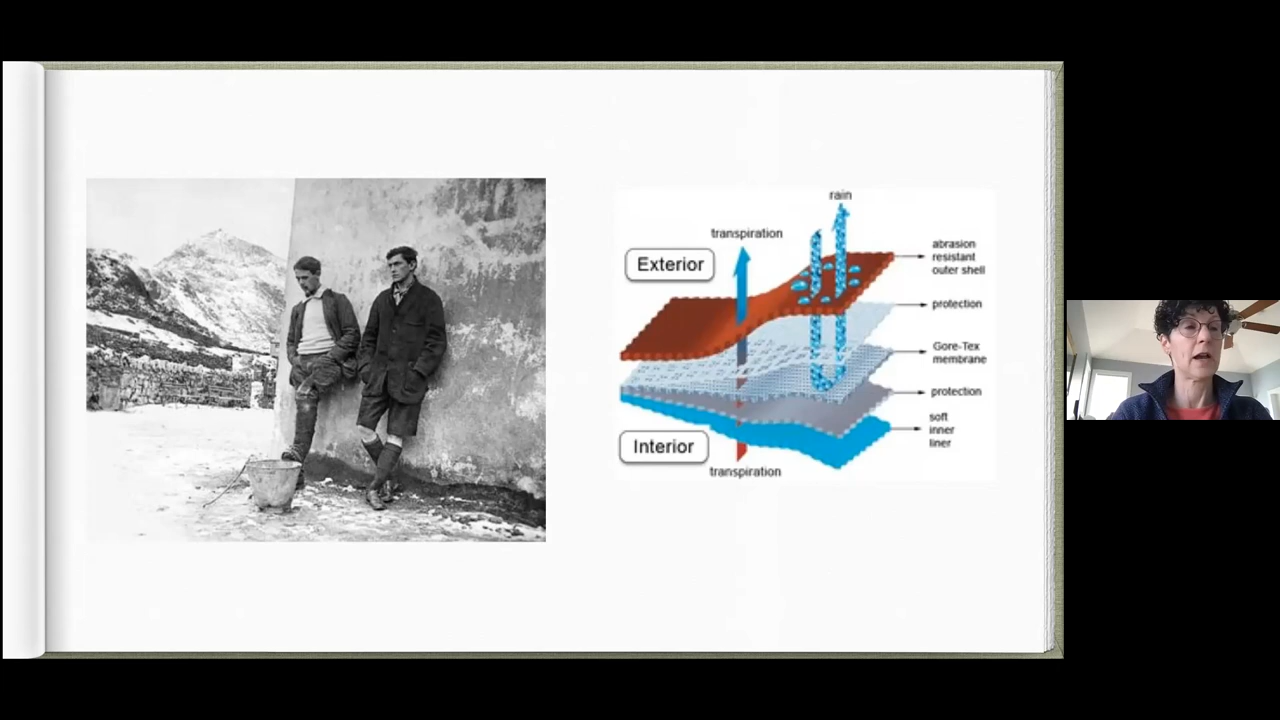 rain
transpiration
Exterior
abrasion
resistant
outer shell
protection
Gore-Tex
membrane
protection
soft
inner
liner
Interior
transpiration